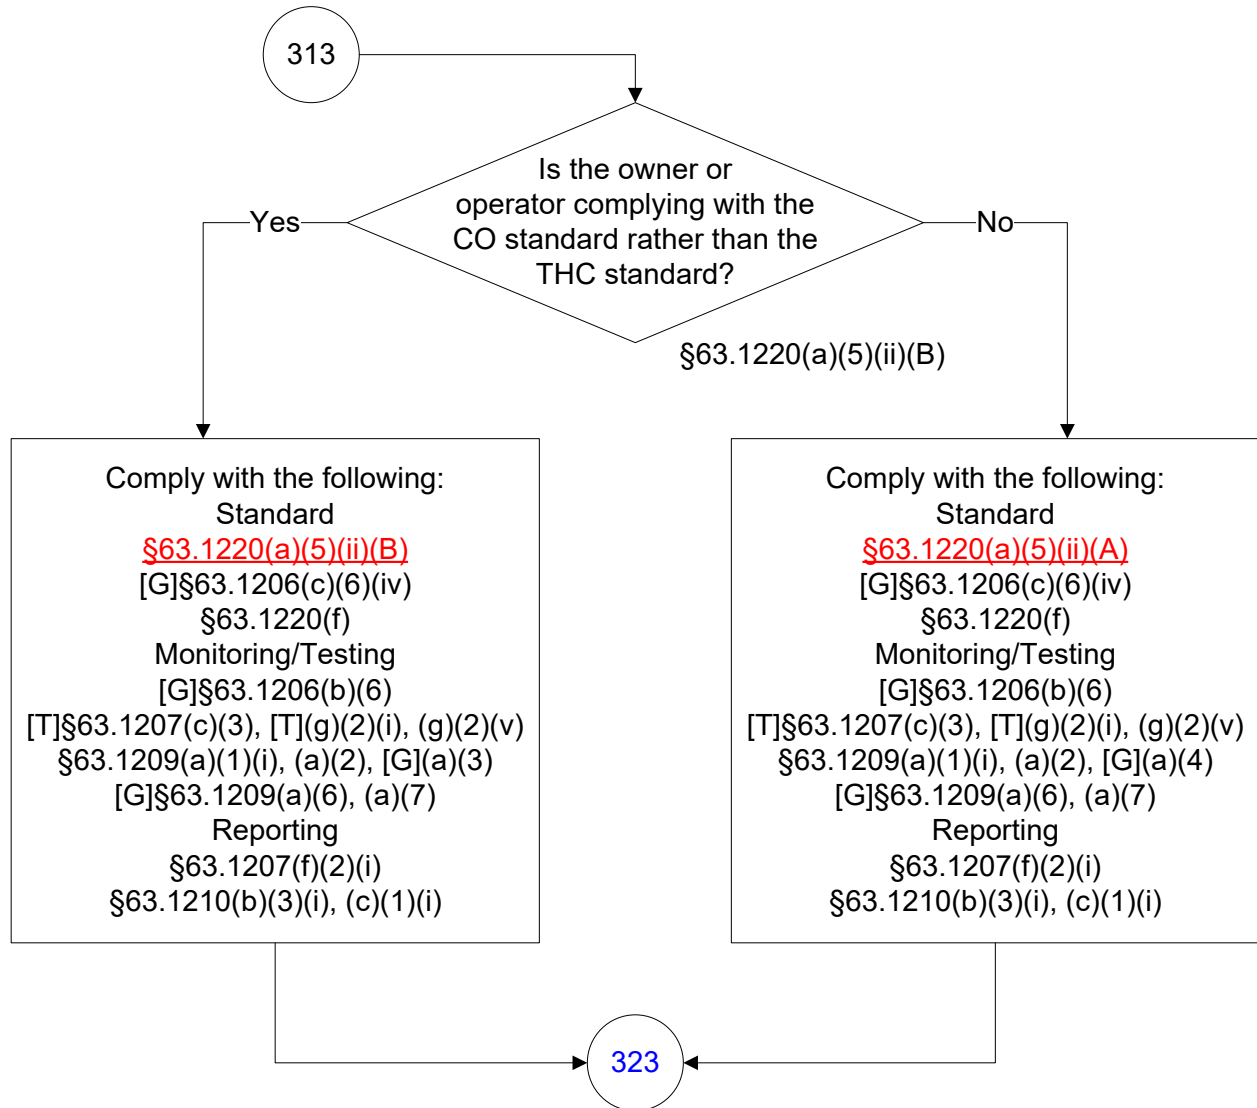 313
Is the owner or
operator complying with the
CO standard rather than the
THC standard?
Yes
No
§63.1220(a)(5)(ii)(B)
Comply with the following:
Standard
§63.1220(a)(5)(ii)(B)
[G]§63.1206(c)(6)(iv)
§63.1220(f)
Monitoring/Testing
[G]§63.1206(b)(6)
[T]§63.1207(c)(3), [T](g)(2)(i), (g)(2)(v)
§63.1209(a)(1)(i), (a)(2), [G](a)(3)
[G]§63.1209(a)(6), (a)(7)
Reporting
§63.1207(f)(2)(i)
§63.1210(b)(3)(i), (c)(1)(i)
Comply with the following:
Standard
§63.1220(a)(5)(ii)(A)
[G]§63.1206(c)(6)(iv)
§63.1220(f)
Monitoring/Testing
[G]§63.1206(b)(6)
[T]§63.1207(c)(3), [T](g)(2)(i), (g)(2)(v)
§63.1209(a)(1)(i), (a)(2), [G](a)(4)
[G]§63.1209(a)(6), (a)(7)
Reporting
§63.1207(f)(2)(i)
§63.1210(b)(3)(i), (c)(1)(i)
323